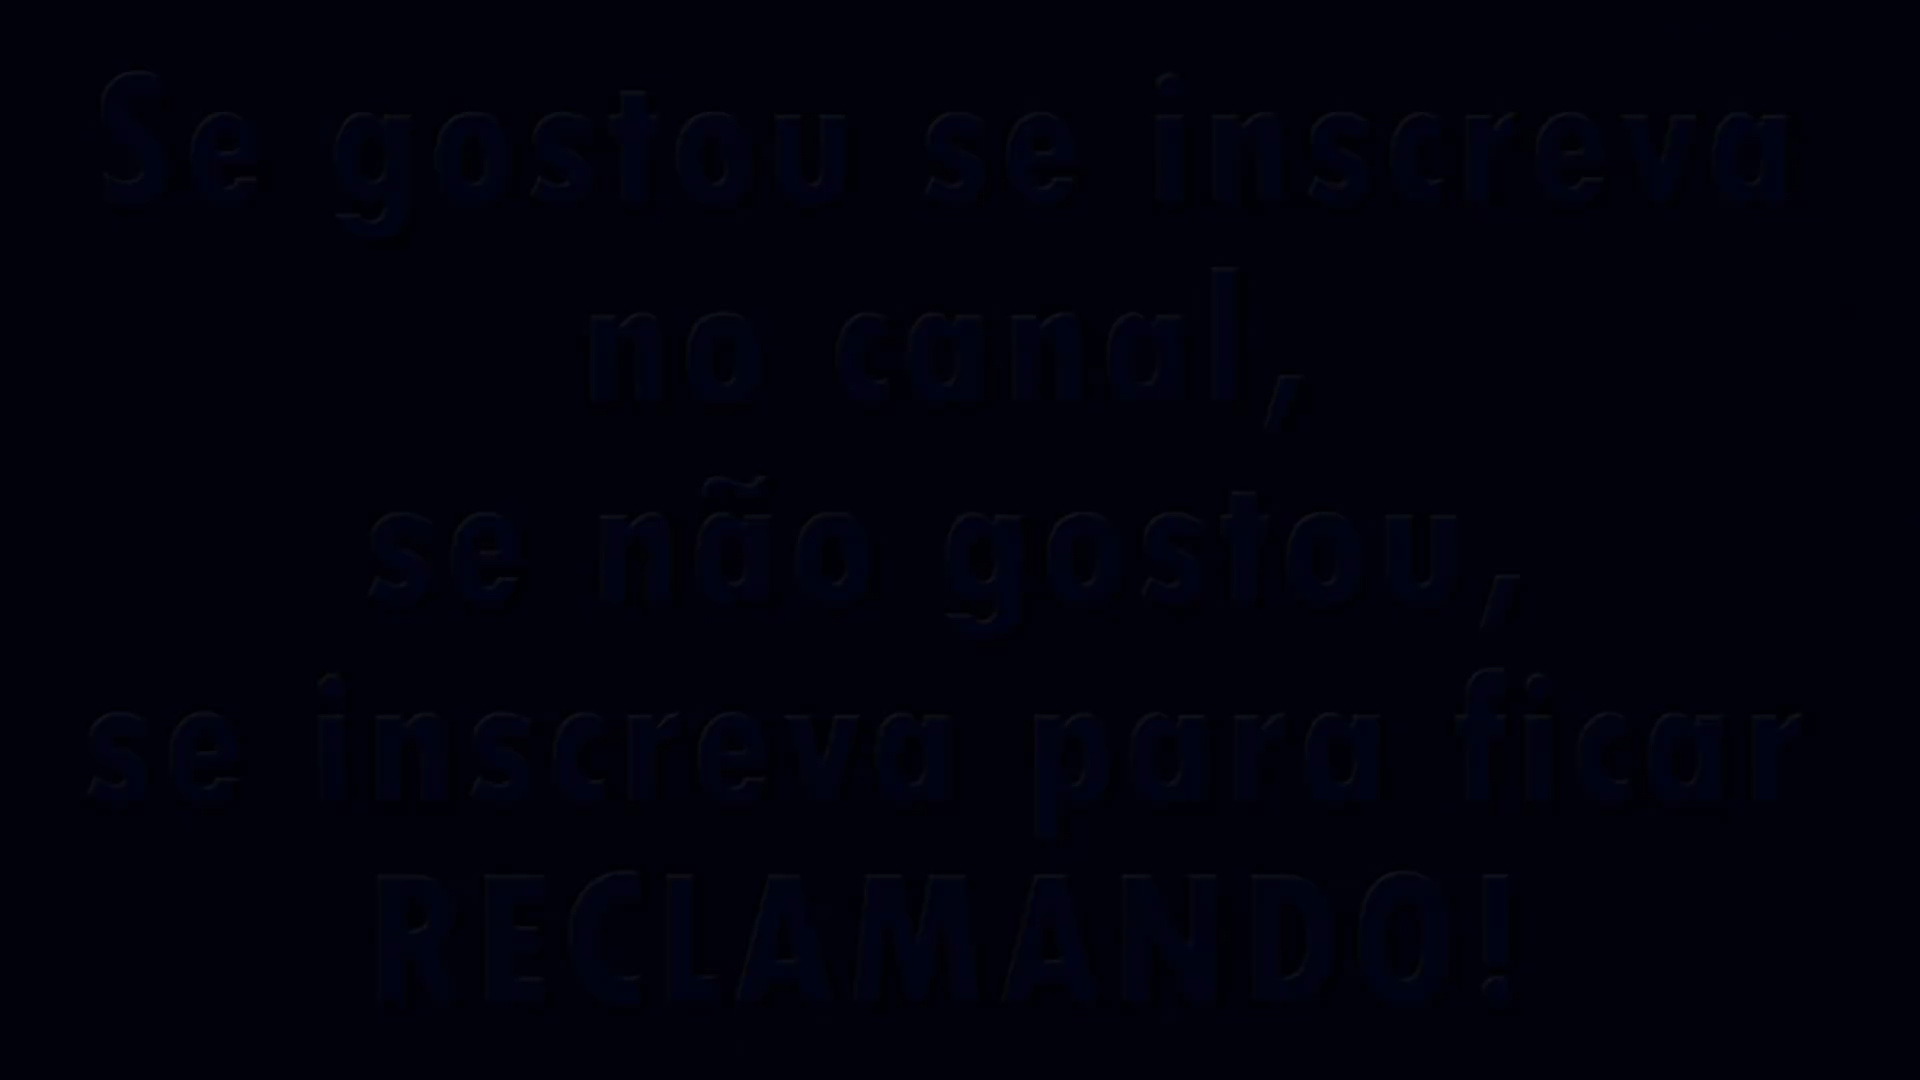 Se gostou se inscreva
no canal,
se não gostou,
se inscreva para ficar
RECLAMANDO!